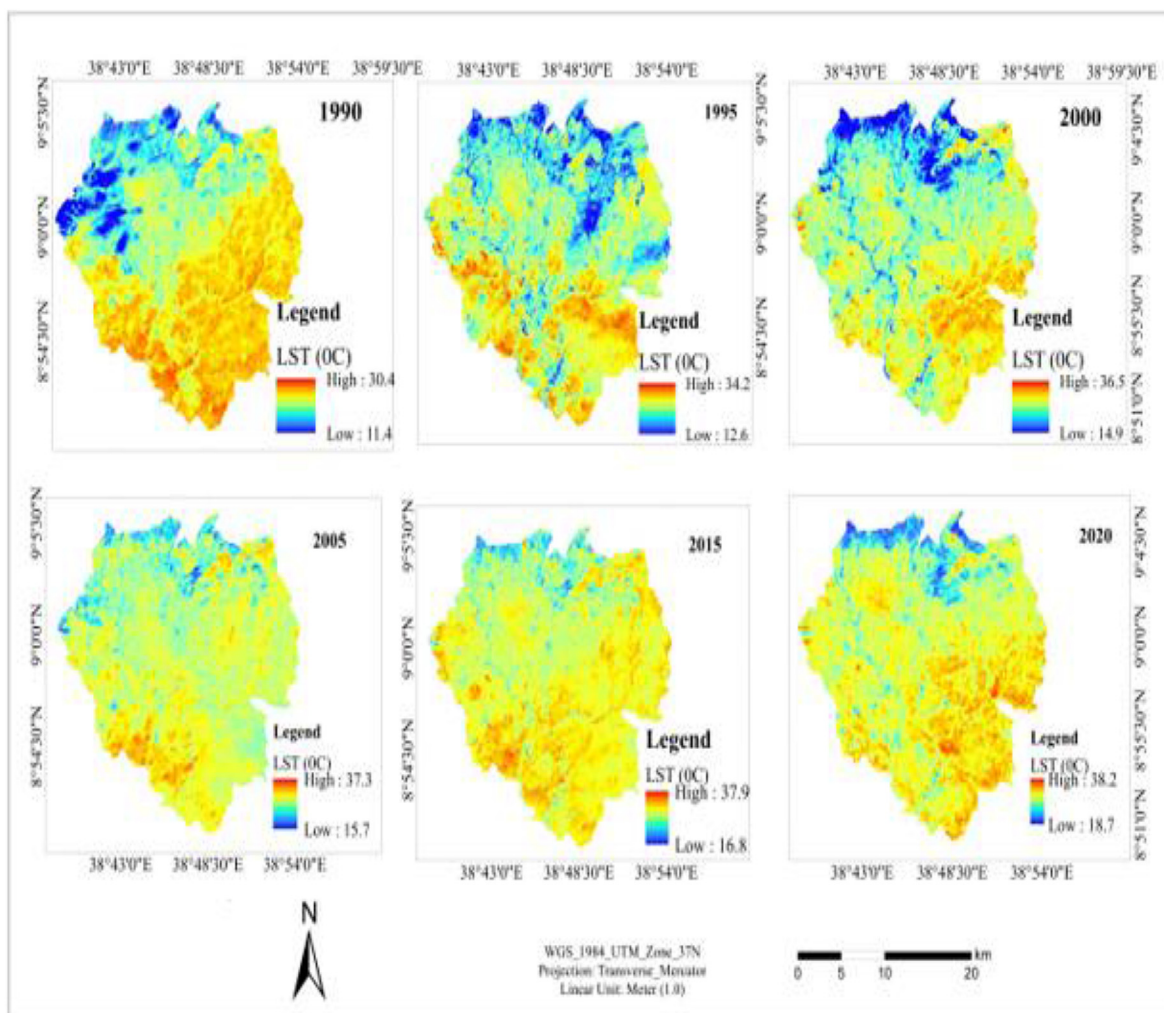 38°43'0"E 38°48'30"E 38°54'0"E 38°59'30"E
38°43'0"E 38°48'30"E 38°54'0"E
38°43'0"E 38°48'30"E 38°54'0"E 38°59'30"E
1990
9°5'30"N
9°0'0"N
8°54'30"N
Legend
LST (0C)
High : 30.4
Low : 11.4
1995
9°5'30"N
9°0'0"N
8°54'30"N
Legend
LST (0C)
High : 34.2
Low : 12.6
2000
9°4'30"N
9°0'0"N
8°55'30"N
8°51'0"N
Legend
LST (0C)
High : 36.5
Low : 14.9
2005
9°5'30"N
9°0'0"N
8°54'30"N
Legend
LST (0C)
High : 37.3
Low : 15.7
38°43'0"E 38°48'30"E 38°54'0"E
2015
9°5'30"N
9°0'0"N
8°54'30"N
Legend
LST (0C)
High : 37.9
Low : 16.8
38°43'0"E 38°48'30"E 38°54'0"E
2020
9°4'30"N
9°0'0"N
8°55'30"N
8°51'0"N
Legend
LST (0C)
High : 38.2
Low : 18.7
38°43'0"E 38°48'30"E 38°54'0"E
N
WGS_1984_UTM_Zone_37N
Projection: Transverse_Mercator
Linear Unit: Meter (1.0)
km
0 5 10 20